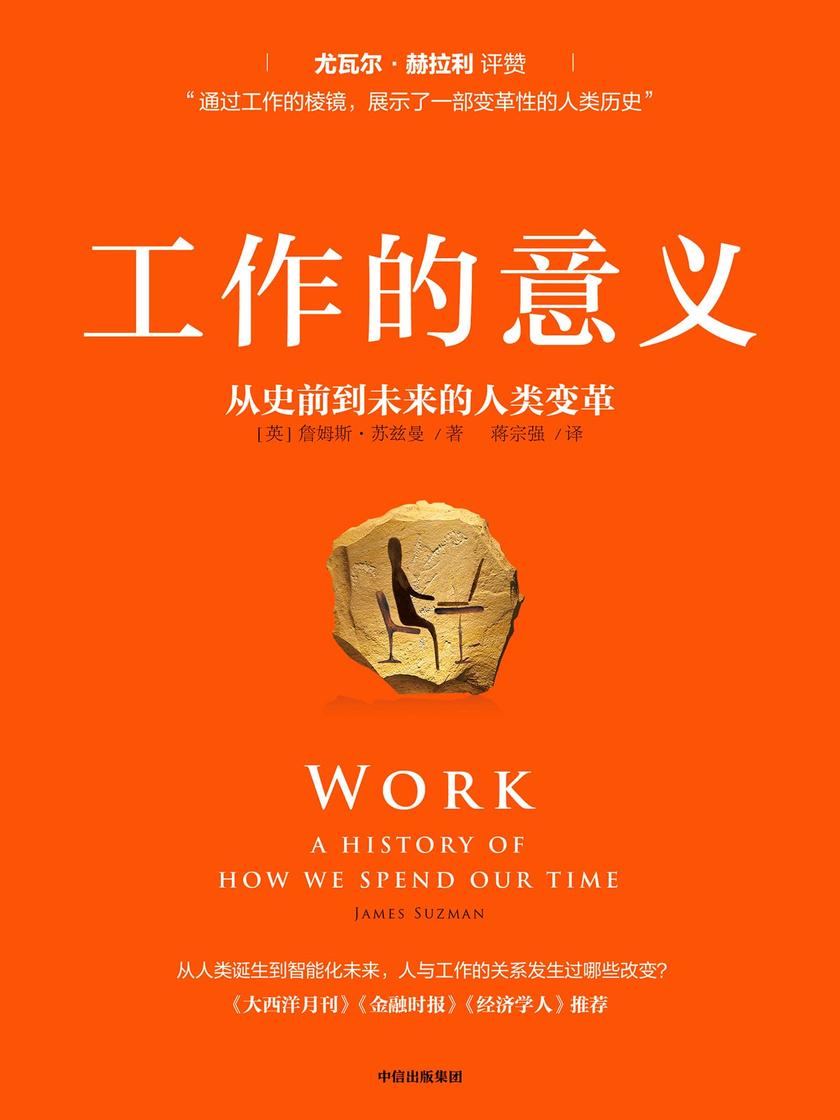 尤瓦尔·赫拉利 评赞
“通过工作的棱镜，展示了一部变革性的人类历史”
工作的意义
从史前到未来的人类变革
[英] 詹姆斯·苏兹曼 /著 蒋宗强 /译
WORK
A HISTORY OF
HOW WE SPEND OUR TIME
JAMES SUZMAN
从人类诞生到智能化未来，人与工作的关系发生过哪些改变？
《大西洋月刊》《金融时报》《经济学人》推荐
中信出版集团